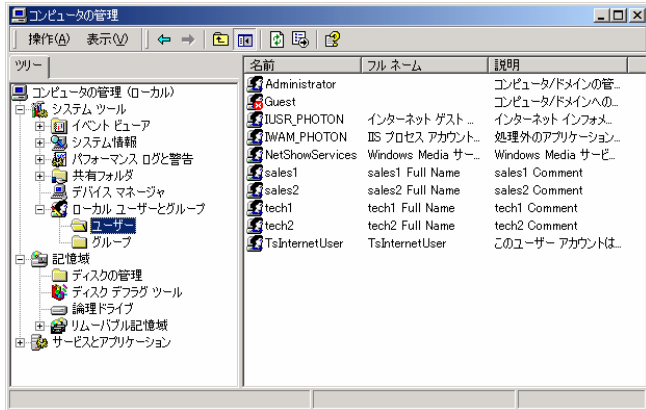 コンピュータの管理
操作(A) 表示(V)
ツリー
コンピュータの管理 (ローカル)
システム ツール
イベント ビューア
システム情報
パフォーマンス ログと警告
共有フォルダ
デバイス マネージャ
ローカル ユーザーとグループ
ユーザー
グループ
記憶域
ディスクの管理
ディスク デフラグ ツール
論理ドライブ
リムーバブル記憶域
サービスとアプリケーション
名前 フル ネーム 説明
Administrator コンピュータ/ドメインの管...
Guest コンピュータ/ドメインへの...
IUSR_PHOTON インターネット ゲスト ... インターネット インフォメ...
IWAM_PHOTON IIS プロセス アカウント... 処理外のアプリケーション...
NetShowServices Windows Media サー... Windows Media サービ...
sales1 sales1 Full Name sales1 Comment
sales2 sales2 Full Name sales2 Comment
tech1 tech1 Full Name tech1 Comment
tech2 tech2 Full Name tech2 Comment
TsInternetUser TsInternetUser このユーザー アカウントは...